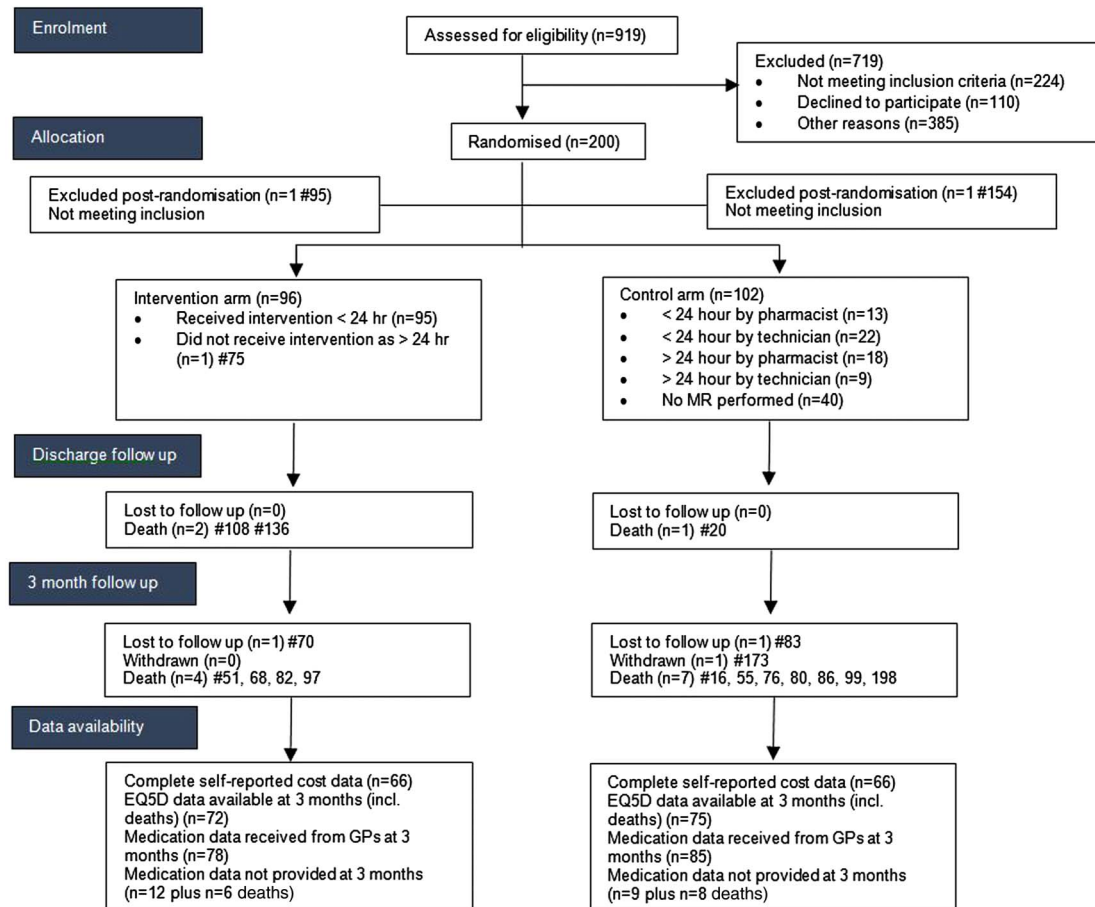 Enrolment
Assessed for eligibility (n=919)
Excluded (n=719)
• Not meeting inclusion criteria (n=224)
• Declined to participate (n=110)
• Other reasons (n=385)
Allocation
Randomised (n=200)
Excluded post-randomisation (n=1 #95)
Not meeting inclusion
Excluded post-randomisation (n=1 #154)
Not meeting inclusion
Intervention arm (n=96)
• Received intervention < 24 hr (n=95)
• Did not receive intervention as > 24 hr
(n=1) #75
Control arm (n=102)
• < 24 hour by pharmacist (n=13)
• <24 hour by technician (n=22)
• > 24 hour by pharmacist (n=18)
• > 24 hour by technician (n=9)
• No MR performed (n=40)
Discharge follow up
Lost to follow up (n=0)
Death (n=2) #108 #136
Lost to follow up (n=0)
Death (n=1) #20
3 month follow up
Lost to follow up (n=1) #70
Withdrawn (n=0)
Death (n=4) #51, 68, 82, 97
Lost to follow up (n=1) #83
Withdrawn (n=1) #173
Death (n=7) #16, 55, 76, 80, 86, 99, 198
Data availability
Complete self-reported cost data (n=66)
EQ5D data available at 3 months (incl.
deaths) (n=72)
Medication data received from GPs at 3
months (n=78)
Medication data not provided at 3 months
(n=12 plus n=6 deaths)
Complete self-reported cost data (n=66)
EQ5D data available at 3 months (incl.
deaths) (n=75)
Medication data received from GPs at 3
months (n=85)
Medication data not provided at 3 months
(n=9 plus n=8 deaths)